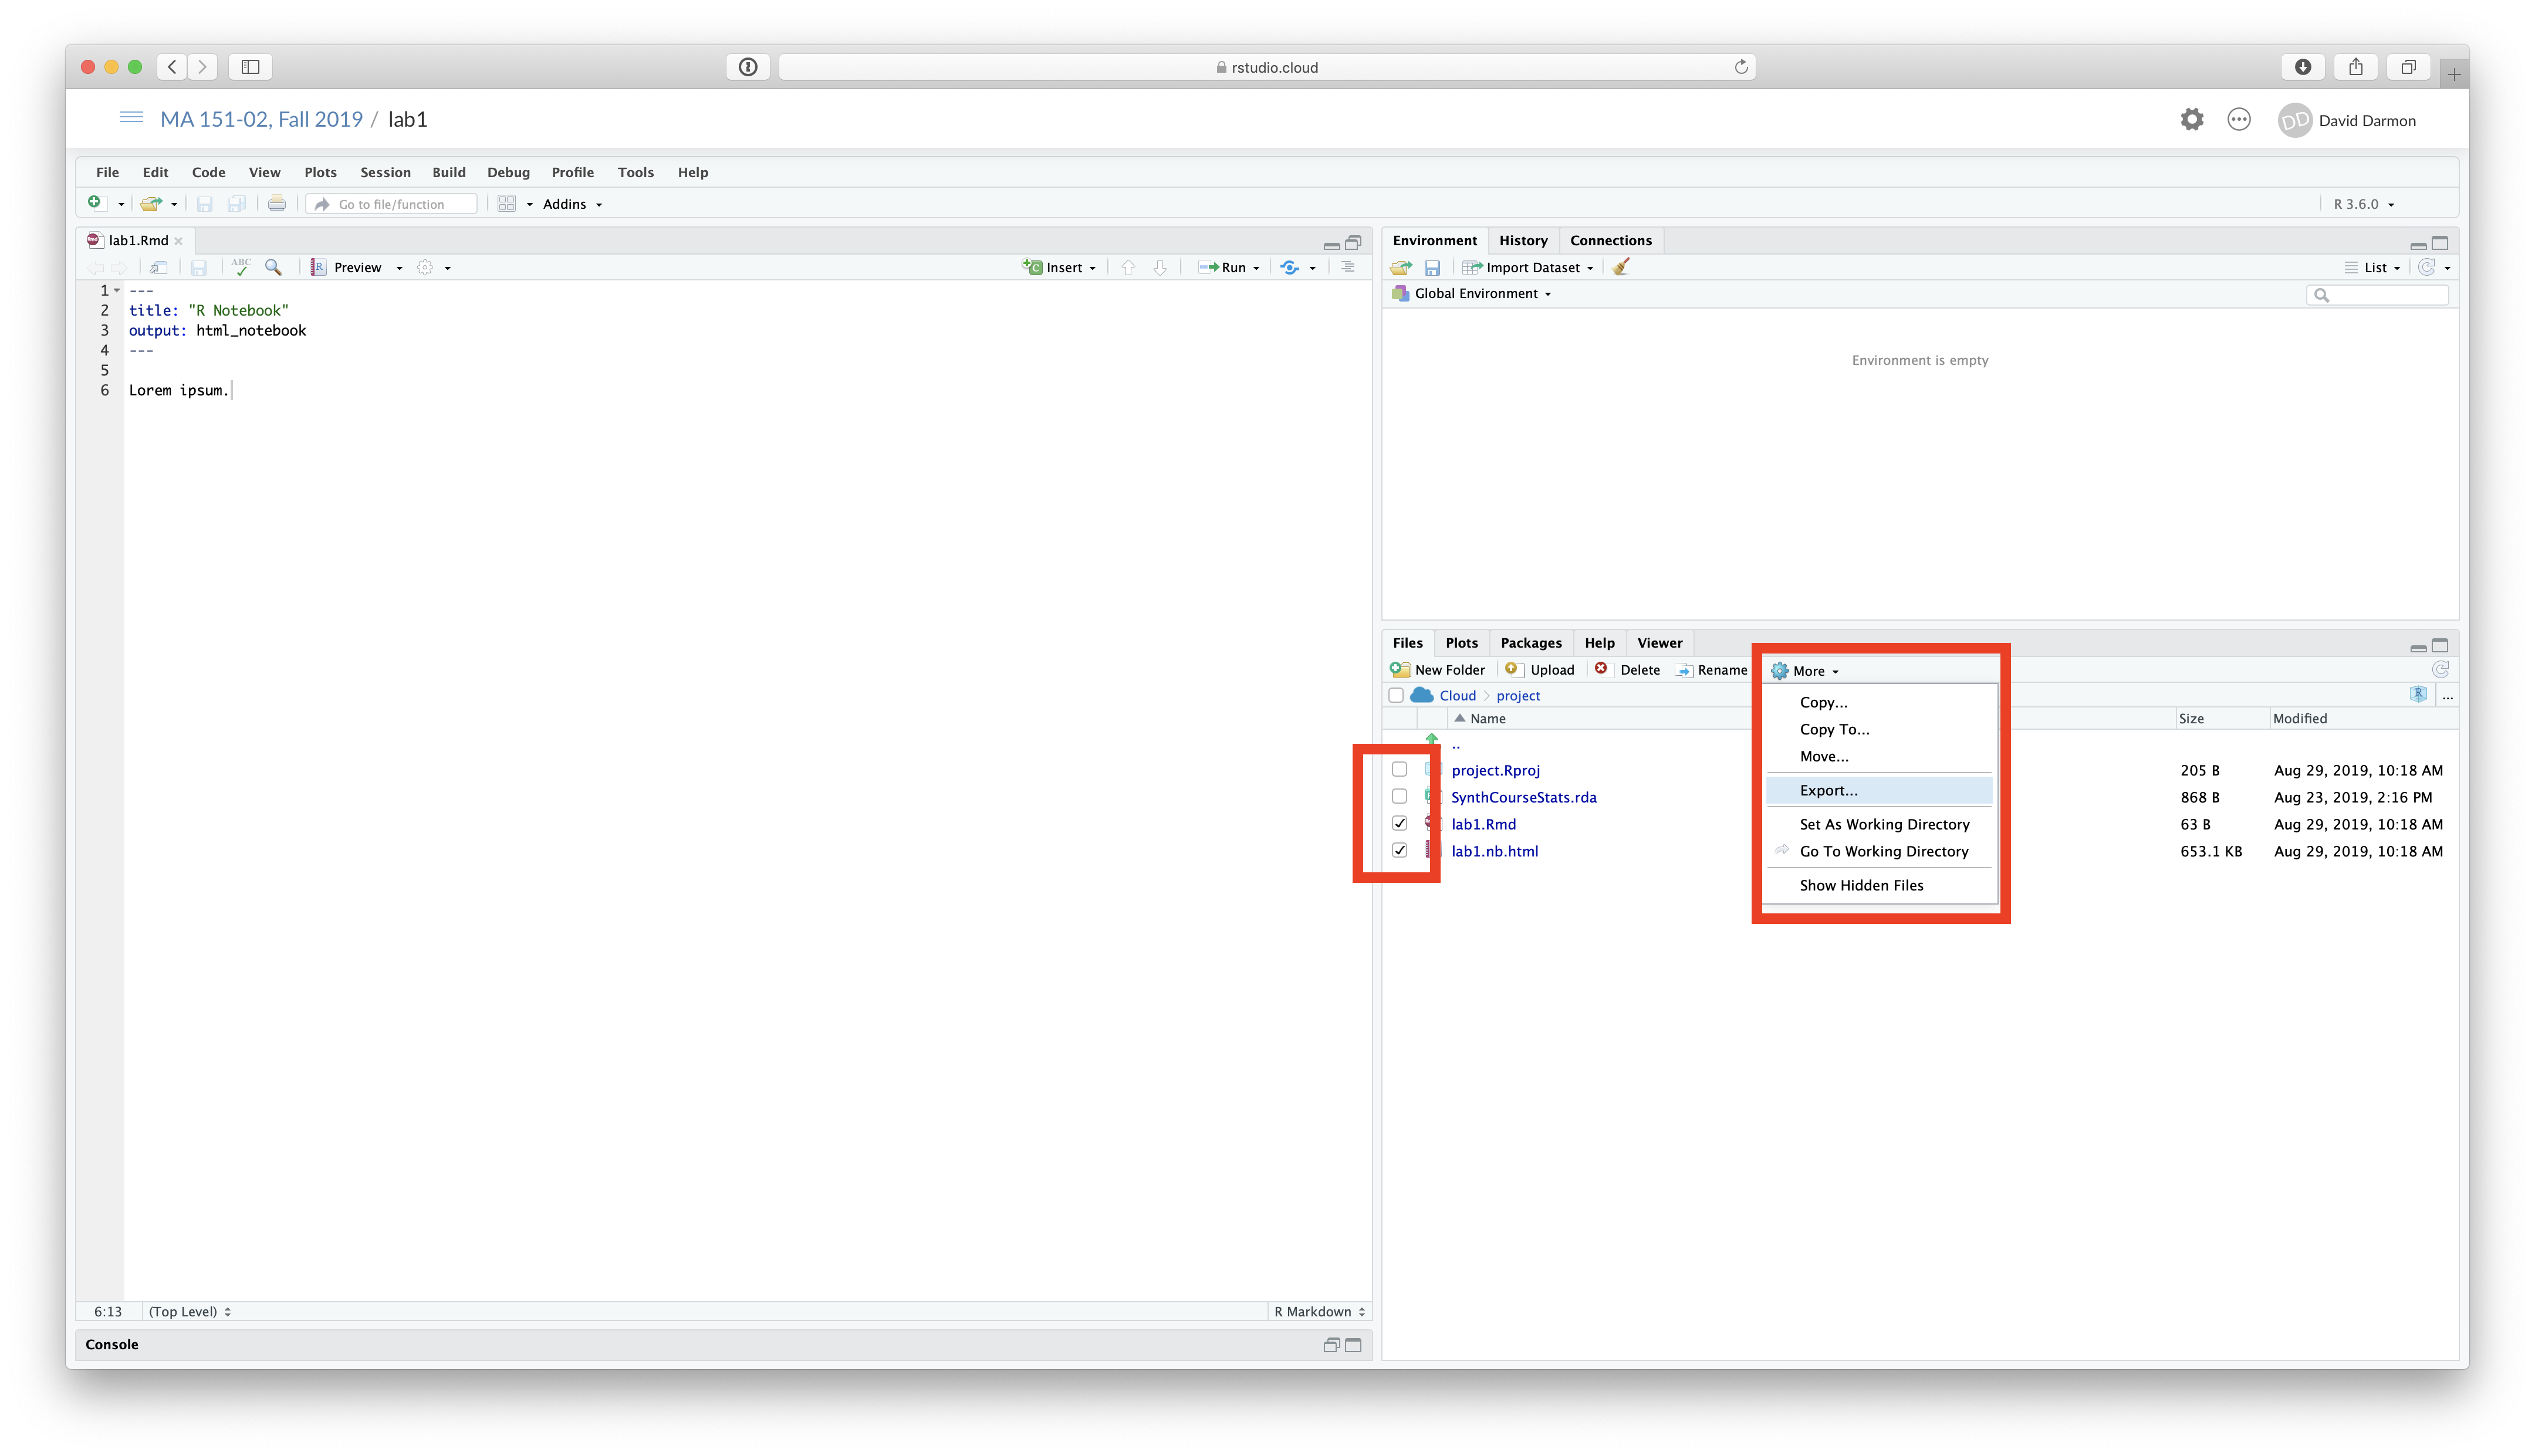 rstudio.cloud
MA 151-02, Fall 2019 / lab1
DD David Darmon
File Edit Code View Plots Session Build Debug Profile Tools Help
Go to file/function Addins R 3.6.0
lab1.Rmd
ABC Preview Insert Run
1 ---
2 title: "R Notebook"
3 output: html_notebook
4 ---
5
6 Lorem ipsum.
6:13 (Top Level) R Markdown
Console
Environment History Connections
Import Dataset List
Global Environment
Environment is empty
Files Plots Packages Help Viewer
New Folder Upload Delete Rename More
Cloud project R ...
Name Size Modified
..
project.Rproj 205 B Aug 29, 2019, 10:18 AM
SynthCourseStats.rda 868 B Aug 23, 2019, 2:16 PM
lab1.Rmd 63 B Aug 29, 2019, 10:18 AM
lab1.nb.html 653.1 KB Aug 29, 2019, 10:18 AM
Copy...
Copy To...
Move...
Export...
Set As Working Directory
Go To Working Directory
Show Hidden Files